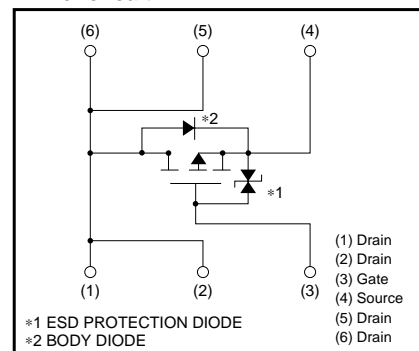 (6) (5) (4)
∗2
∗1
(1) (2) (3)
(1) Drain
(2) Drain
(3) Gate
(4) Source
(5) Drain
(6) Drain
∗1 ESD PROTECTION DIODE
∗2 BODY DIODE